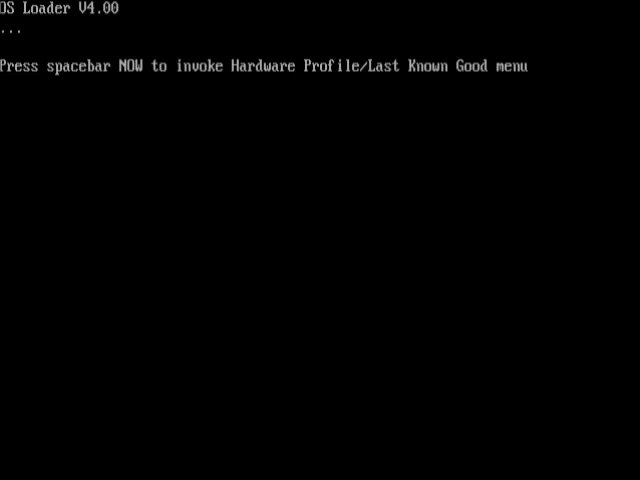 OS Loader V4.00
...
Press spacebar NOW to invoke Hardware Profile/Last Known Good menu